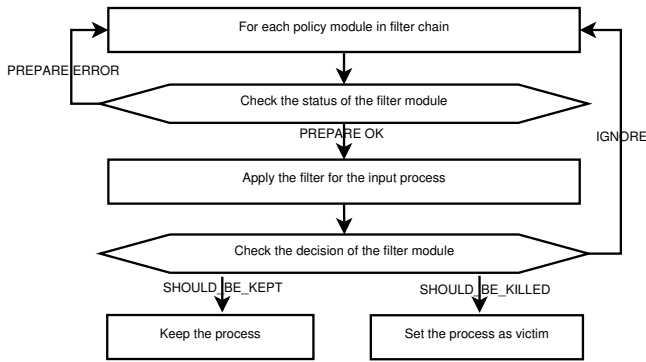 For each policy module in filter chain
PREPARE ERROR
Check the status of the filter module
PREPARE OK
IGNORE
Apply the filter for the input process
Check the decision of the filter module
SHOULD_BE_KEPT
SHOULD_BE_KILLED
Keep the process
Set the process as victim